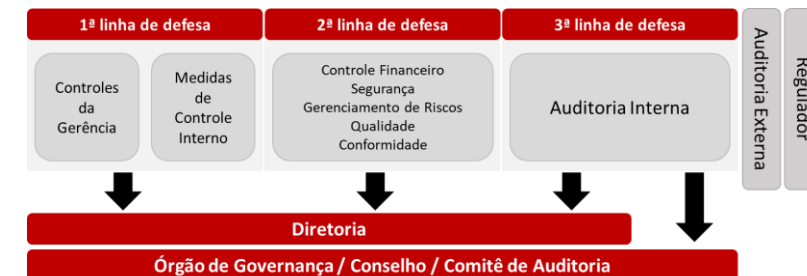 1ª linha de defesa
2ª linha de defesa
3ª linha de defesa
Controles
da
Gerência
Medidas
de
Controle
Interno
Controle Financeiro
Segurança
Gerenciamento de Riscos
Qualidade
Conformidade
Auditoria Interna
Auditoria Externa
Regulador
Diretoria
Órgão de Governança / Conselho / Comitê de Auditoria